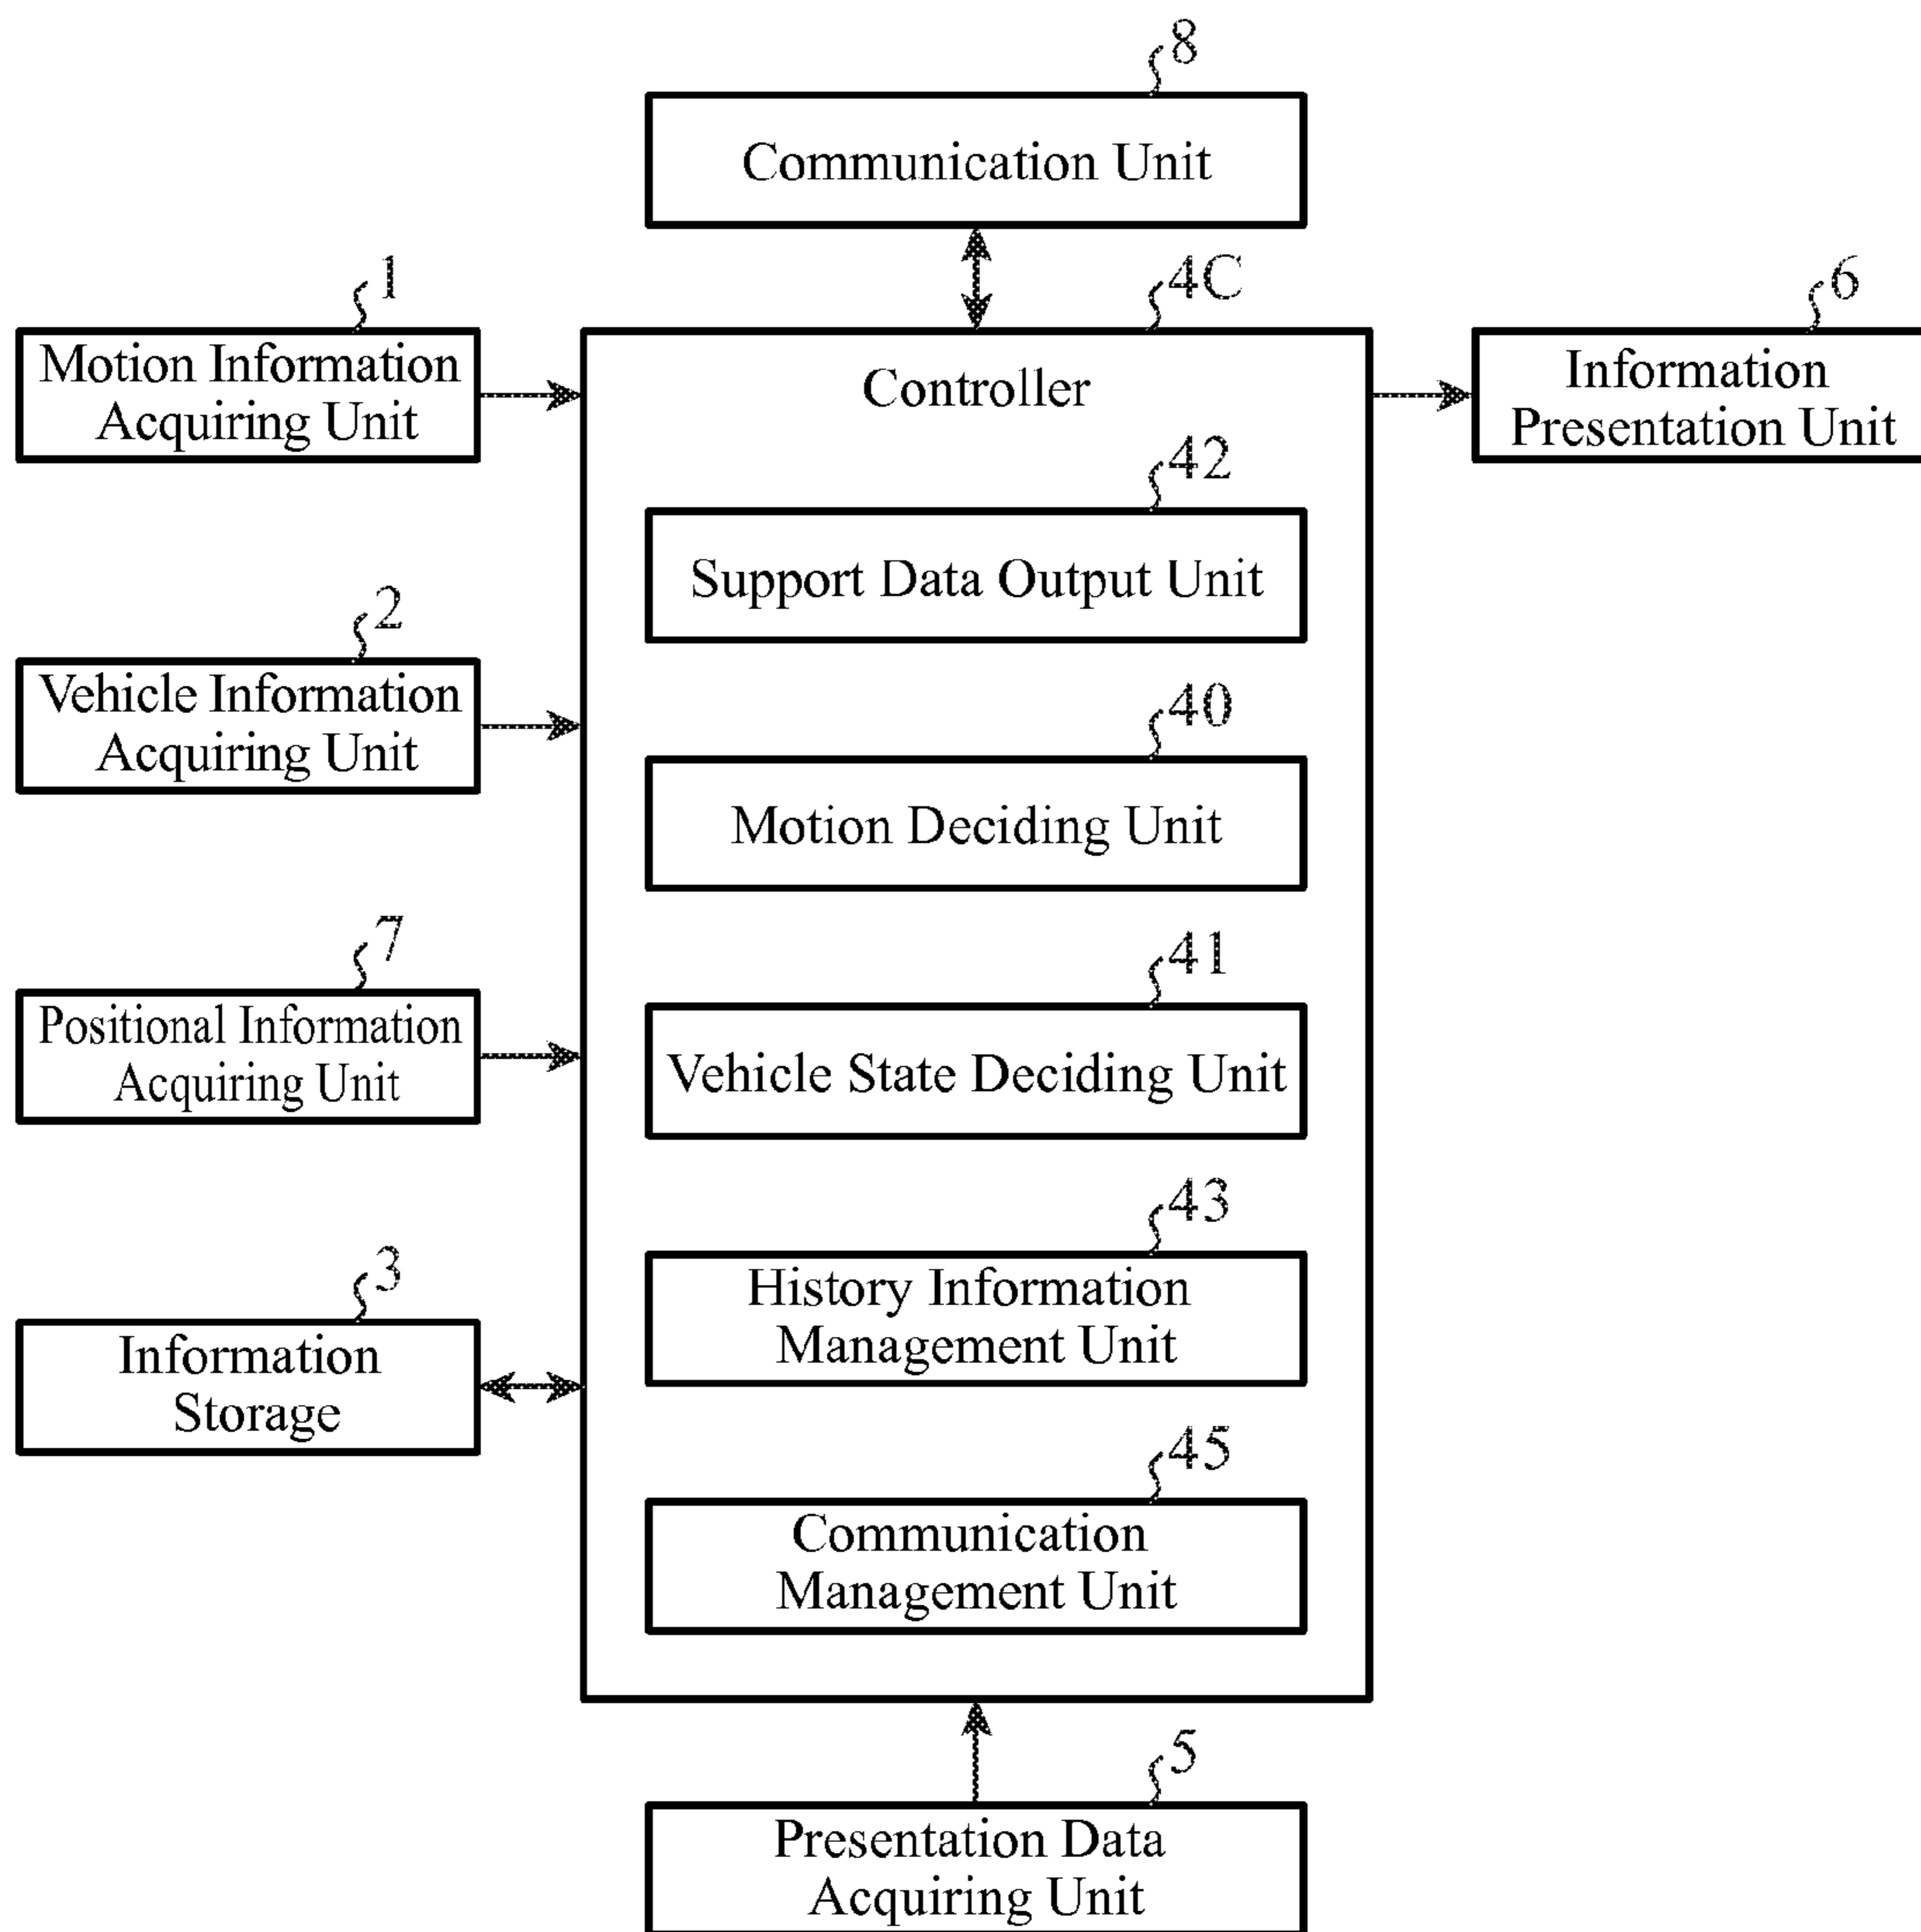 8
Communication Unit
1
4C
6
Motion Information
Acquiring Unit
Controller
Information
Presentation Unit
42
Support Data Output Unit
2
Vehicle Information
Acquiring Unit
40
Motion Deciding Unit
7
Positional Information
Acquiring Unit
41
Vehicle State Deciding Unit
43
History Information
Management Unit
3
Information
Storage
45
Communication
Management Unit
5
Presentation Data
Acquiring Unit